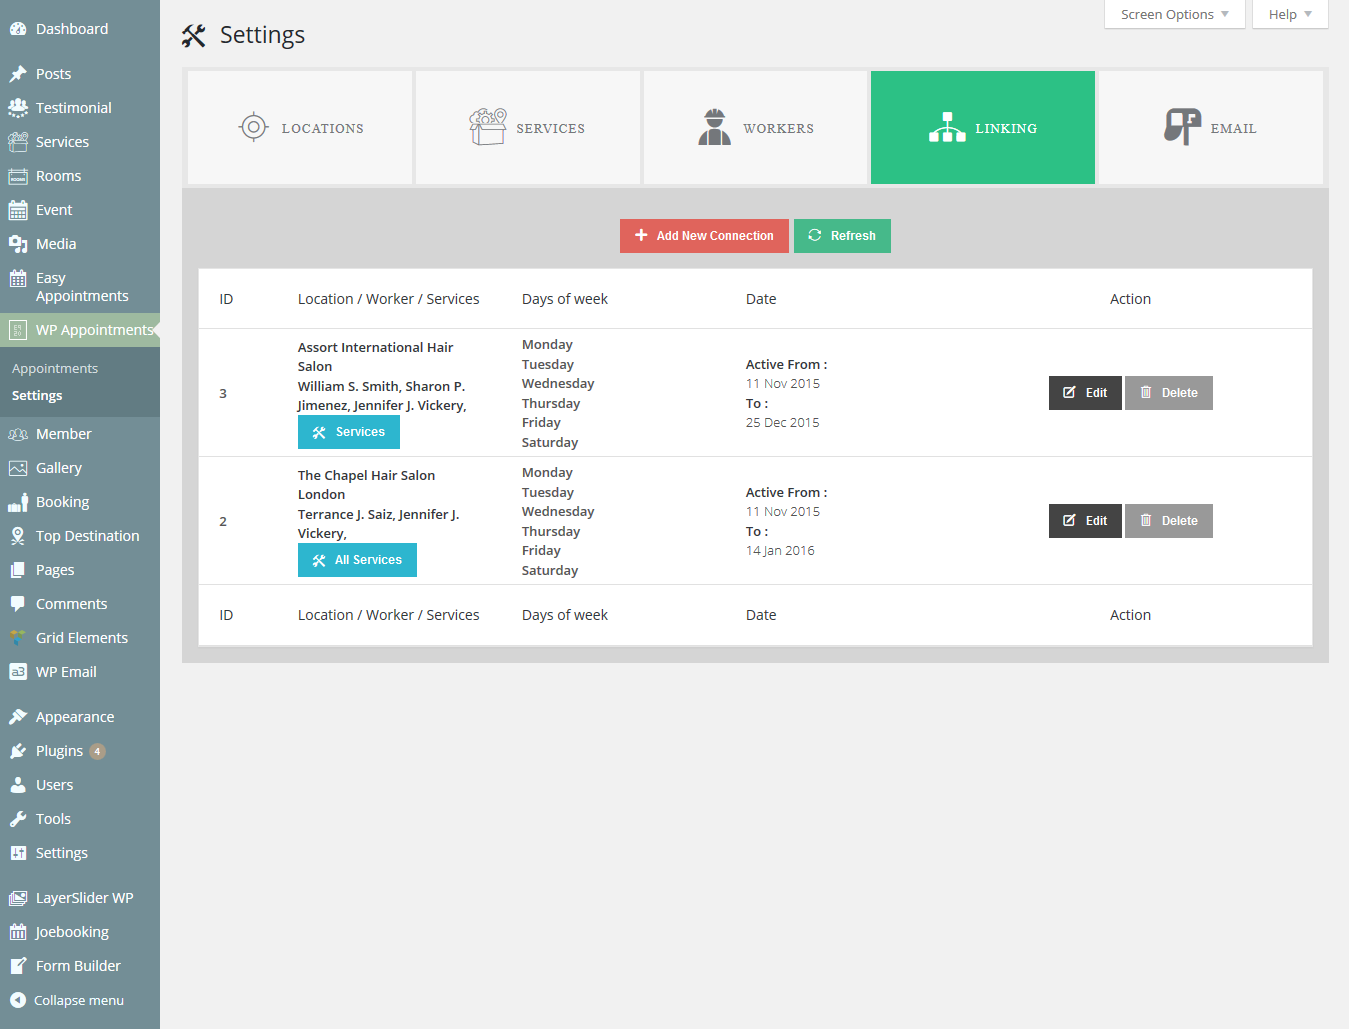 Dashboard
Posts
Testimonial
Services
Rooms
Event
Media
Easy
Appointments
WP Appointments
Appointments
Settings
Member
Gallery
Booking
Top Destination
Pages
Comments
Grid Elements
WP Email
Appearance
Plugins 4
Users
Tools
Settings
LayerSlider WP
Joebooking
Form Builder
Collapse menu
Screen Options
Help
Settings
LOCATIONS
SERVICES
WORKERS
LINKING
EMAIL
Add New Connection
Refresh
ID Location / Worker / Services Days of week Date Action
3
Assort International Hair
Salon
William S. Smith, Sharon P.
Jimenez, Jennifer J. Vickery,
Services
Monday
Tuesday
Wednesday
Thursday
Friday
Saturday
Active From :
11 Nov 2015
To :
25 Dec 2015
Edit
Delete
2
The Chapel Hair Salon
London
Terrance J. Saiz, Jennifer J.
Vickery,
All Services
Monday
Tuesday
Wednesday
Thursday
Friday
Saturday
Active From :
11 Nov 2015
To :
14 Jan 2016
Edit
Delete
ID Location / Worker / Services Days of week Date Action